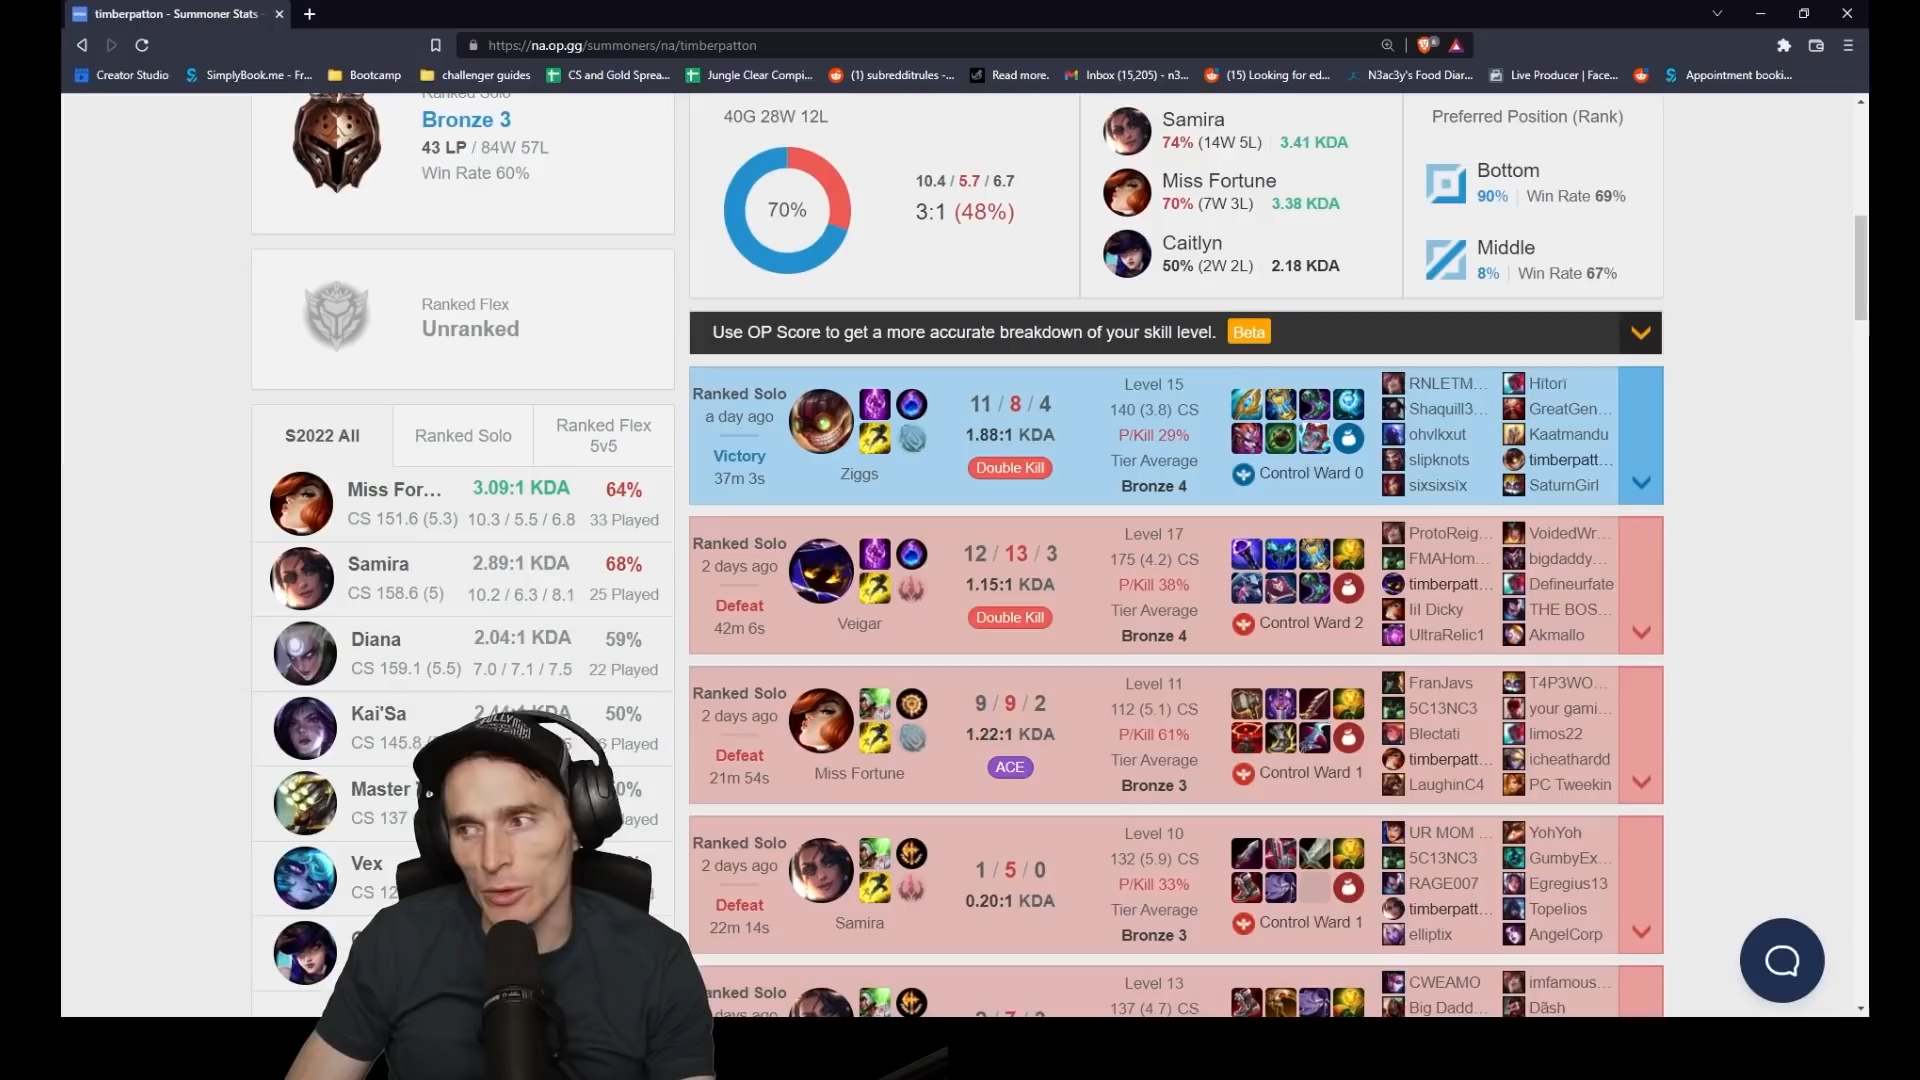 timberpatton - Summoner Stats -
https://na.op.gg/summoners/na/timberpatton
Creator Studio
SimplyBook.me - Fr...
Bootcamp
challenger guides
CS and Gold Sprea...
Jungle Clear Compi...
(1) subredditrules -...
Read more.
Inbox (15,205) - n3...
(15) Looking for ed...
N3ac3y's Food Diar...
Live Producer | Face...
Appointment booki...
Ranked Solo
Bronze 3
43 LP / 84W 57L
Win Rate 60%
Ranked Flex
Unranked
40G 28W 12L
70%
10.4 / 5.7 / 6.7
3:1 (48%)
Samira
74% (14W 5L) 3.41 KDA
Miss Fortune
70% (7W 3L) 3.38 KDA
Caitlyn
50% (2W 2L) 2.18 KDA
Preferred Position (Rank)
Bottom
90% Win Rate 69%
Middle
8% Win Rate 67%
Use OP Score to get a more accurate breakdown of your skill level. Beta
S2022 All
Ranked Solo
Ranked Flex
5v5
Miss For... 3.09:1 KDA 64%
CS 151.6 (5.3) 10.3 / 5.5 / 6.8 33 Played
Samira 2.89:1 KDA 68%
CS 158.6 (5) 10.2 / 6.3 / 8.1 25 Played
Diana 2.04:1 KDA 59%
CS 159.1 (5.5) 7.0 / 7.1 / 7.5 22 Played
Kai'Sa KDA 50%
CS 145.8 Played
Master
CS 137
Vex
CS 12
Ranked Solo
a day ago
Victory
37m 3s
Ziggs
11 / 8 / 4
1.88:1 KDA
Double Kill
Level 15
140 (3.8) CS
P/Kill 29%
Tier Average
Bronze 4
Control Ward 0
RNLETM... Hïtorï
Shaquill3... GreatGen...
ohvlkxut Kaatmandu
slipknots timberpatt...
sixsixsïx SaturnGirl
Ranked Solo
2 days ago
Defeat
42m 6s
Veigar
12 / 13 / 3
1.15:1 KDA
Double Kill
Level 17
175 (4.2) CS
P/Kill 38%
Tier Average
Bronze 4
Control Ward 2
ProtoReig... VoidedWr...
FMAHom... bigdaddy...
timberpatt... Defineurfate
lil Dicky THE BOS...
UltraRelic1 Akmallo
Ranked Solo
2 days ago
Defeat
21m 54s
Miss Fortune
9 / 9 / 2
1.22:1 KDA
ACE
Level 11
112 (5.1) CS
P/Kill 61%
Tier Average
Bronze 3
Control Ward 1
FranJavs T4P3WO...
5C13NC3 your gami...
Blectati limos22
timberpatt... icheathardd
LaughinC4 PC Tweekin
Ranked Solo
2 days ago
Defeat
22m 14s
Samira
1 / 5 / 0
0.20:1 KDA
Level 10
132 (5.9) CS
P/Kill 33%
Tier Average
Bronze 3
Control Ward 1
UR MOM ... YohYoh
5C13NC3 GumbyEx...
RAGE007 Egregius13
timberpatt... Topelios
elliptix AngelCorp
Ranked Solo
days ago
Level 13
137 (4.7) CS
CWEAMO imfamous...
Big Dadd... Dãsh